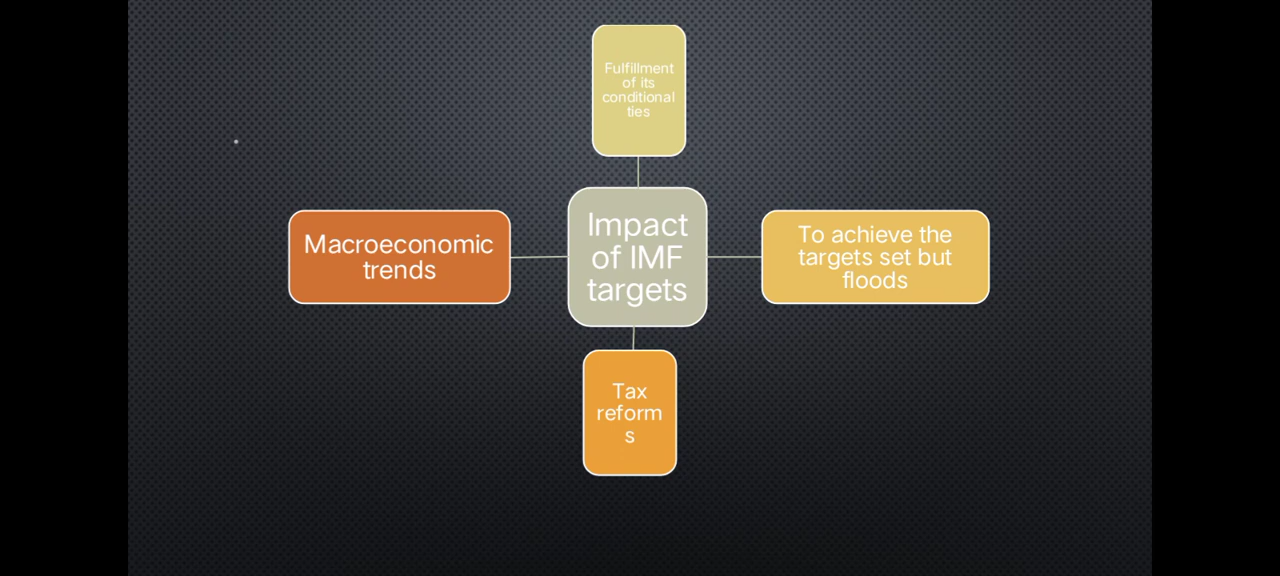 Fulfillment
of its
conditional
ties
Macroeconomic
trends
Impact
of IMF
targets
To achieve the
targets set but
floods
Tax
reform
s